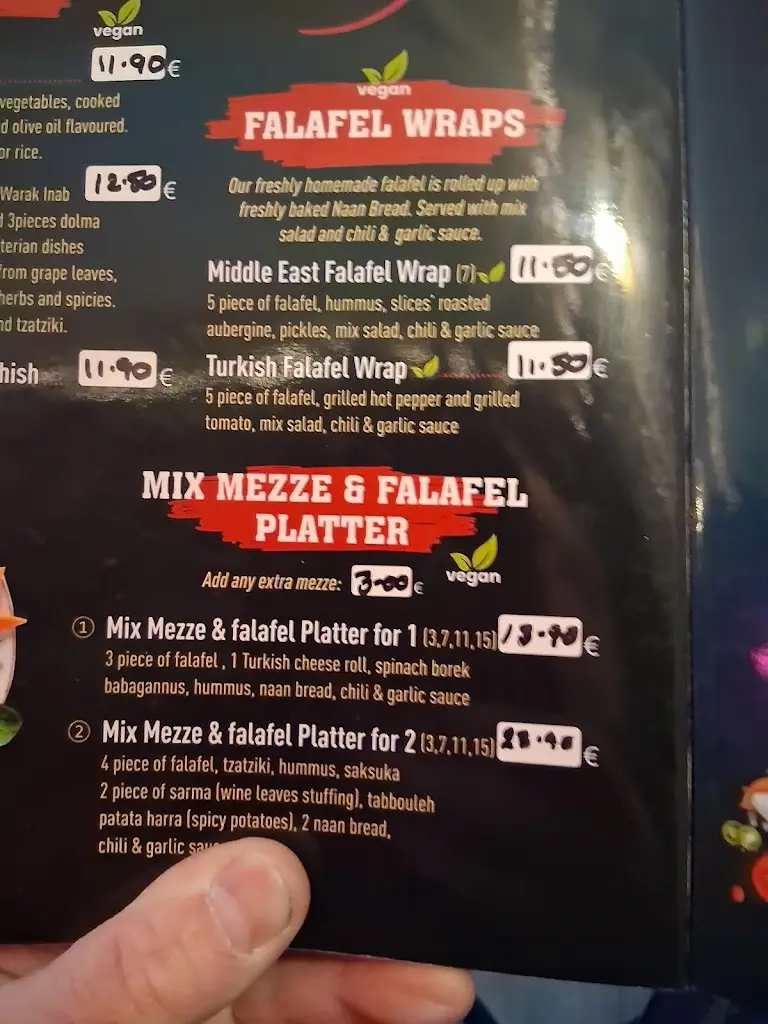 vegan
11.90 €
vegetables, cooked
d olive oil flavoured.
or rice.
Warak Inab 12.50 €
3pieces dolma
terian dishes
from grape leaves,
herbs and spicies.
nd tzatziki.
hish 11.90 €
vegan
FALAFEL WRAPS
Our freshly homemade falafel is rolled up with
freshly baked Naan Bread. Served with mix
salad and chili & garlic sauce.
Middle East Falafel Wrap (7) 11.50 €
5 piece of falafel, hummus, slices roasted
aubergine, pickles, mix salad, chili & garlic sauce
Turkish Falafel Wrap 11.50 €
5 piece of falafel, grilled hot pepper and grilled
tomato, mix salad, chili & garlic sauce
MIX MEZZE & FALAFEL
PLATTER
vegan
Add any extra mezze: 3.00 €
① Mix Mezze & falafel Platter for 1 (3,7,11,15) €
3 piece of falafel , 1 Turkish cheese roll, spinach borek
babagannus, hummus, naan bread, chili & garlic sauce
② Mix Mezze & falafel Platter for 2 (3,7,11,15) €
4 piece of falafel, tzatziki, hummus, saksuka
2 piece of sarma (wine leaves stuffing), tabbouleh
patata harra (spicy potatoes), 2 naan bread,
chili & garlic